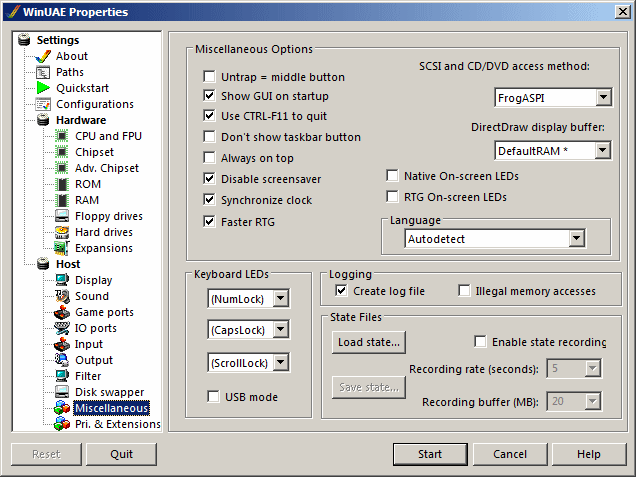 WinUAE Properties
Settings
About
Paths
Quickstart
Configurations
Hardware
CPU and FPU
Chipset
Adv. Chipset
ROM
RAM
Floppy drives
Hard drives
Expansions
Host
Display
Sound
Game ports
IO ports
Input
Output
Filter
Disk swapper
Miscellaneous
Pri. & Extensions
Miscellaneous Options
Untrap = middle button
Show GUI on startup
Use CTRL-F11 to quit
Don't show taskbar button
Always on top
Disable screensaver
Synchronize clock
Faster RTG
SCSI and CD/DVD access method:
FrogASPI
DirectDraw display buffer:
DefaultRAM *
Native On-screen LEDs
RTG On-screen LEDs
Language
Autodetect
Keyboard LEDs
(NumLock)
(CapsLock)
(ScrollLock)
USB mode
Logging
Create log file
Illegal memory accesses
State Files
Load state...
Enable state recording
Save state...
Recording rate (seconds):
5
Recording buffer (MB):
20
Reset
Quit
Start
Cancel
Help